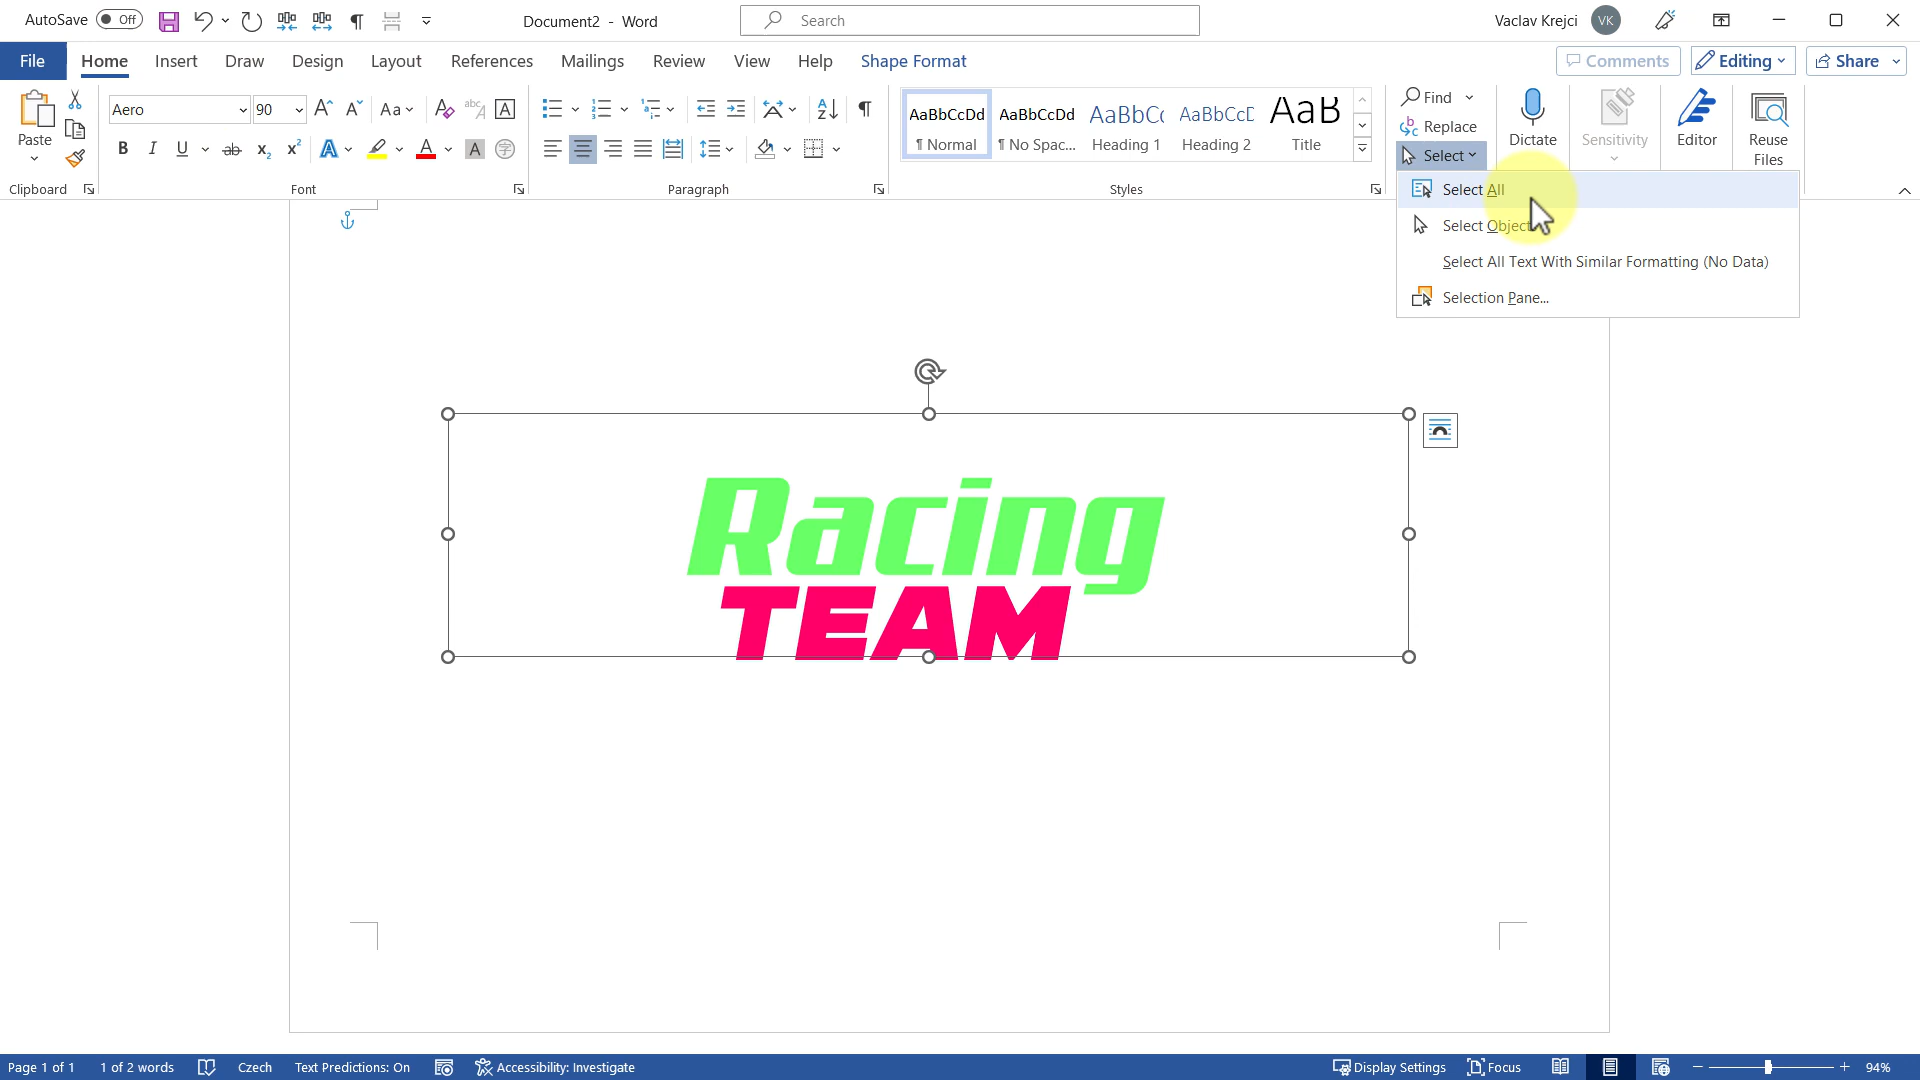 AutoSave Off Document2 - Word Search Vaclav Krejci VK
File Home Insert Draw Design Layout References Mailings Review View Help Shape Format Comments Editing Share
Paste Aero 90 Aa AaBbCcDd AaBbCcDd AaBbCc AaBbCcD AaB Find Replace Select Dictate Sensitivity Editor Reuse Files
¶ Normal ¶ No Spac... Heading 1 Heading 2 Title
Clipboard Font Paragraph Styles
Select All
Select Object
Select All Text With Similar Formatting (No Data)
Selection Pane...
Racing
TEAM
Page 1 of 1 1 of 2 words Czech Text Predictions: On Accessibility: Investigate Display Settings Focus 94%